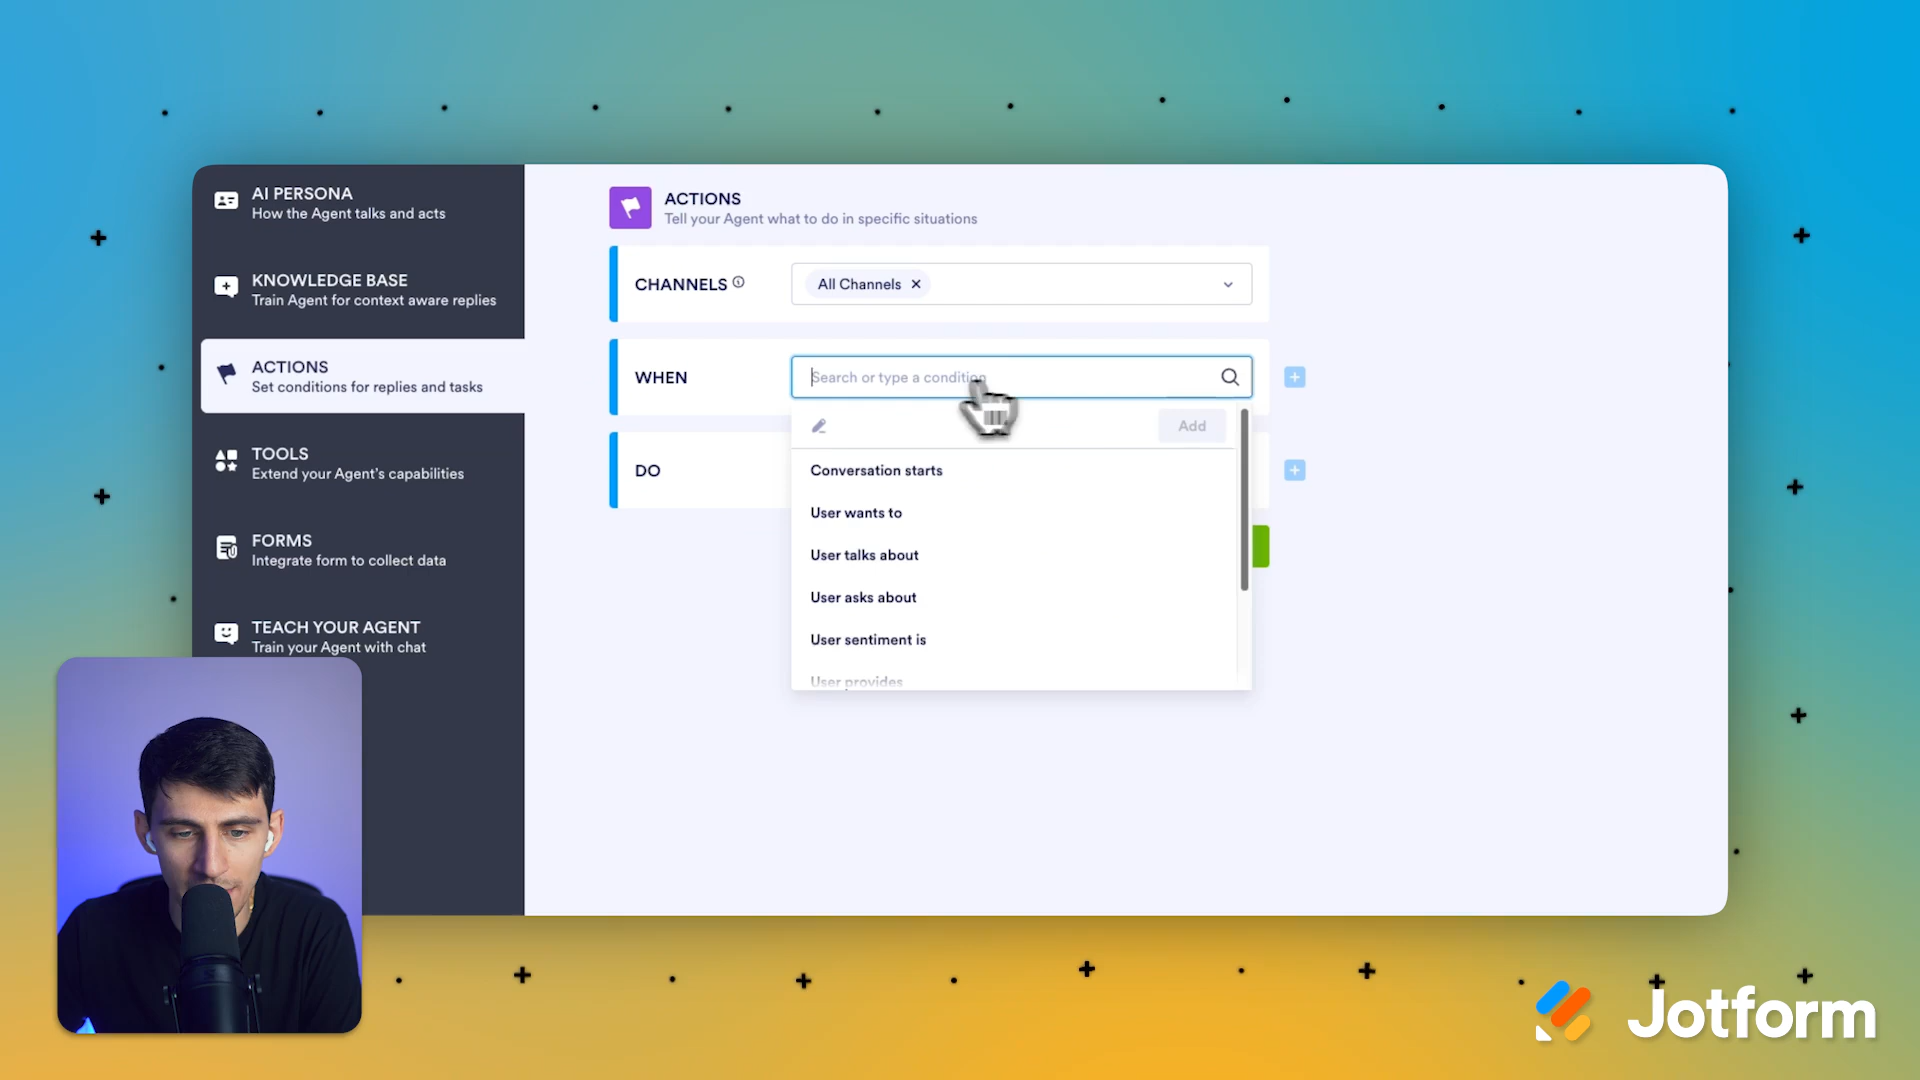 AI PERSONA
How the Agent talks and acts
KNOWLEDGE BASE
Train Agent for context aware replies
ACTIONS
Set conditions for replies and tasks
TOOLS
Extend your Agent's capabilities
FORMS
Integrate form to collect data
TEACH YOUR AGENT
Train your Agent with chat
ACTIONS
Tell your Agent what to do in specific situations
CHANNELS
All Channels
WHEN
Search or type a condition
Add
DO
Conversation starts
User wants to
User talks about
User asks about
User sentiment is
User provides
Jotform